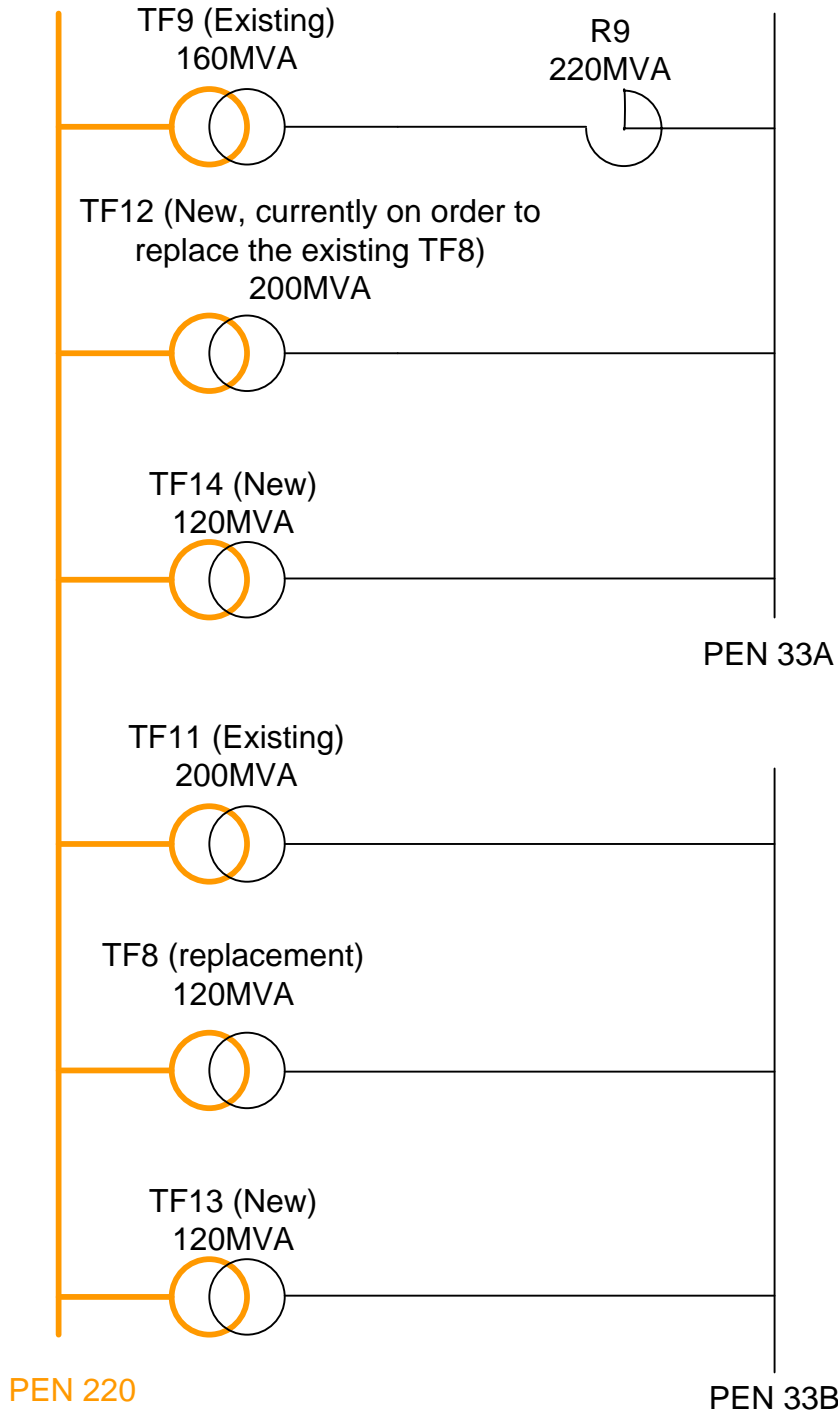 TF9 (Existing)
160MVA
R9
220MVA
TF12 (New, currently on order to
replace the existing TF8)
200MVA
TF14 (New)
120MVA
PEN 33A
TF11 (Existing)
200MVA
TF8 (replacement)
120MVA
TF13 (New)
120MVA
PEN 220
PEN 33B